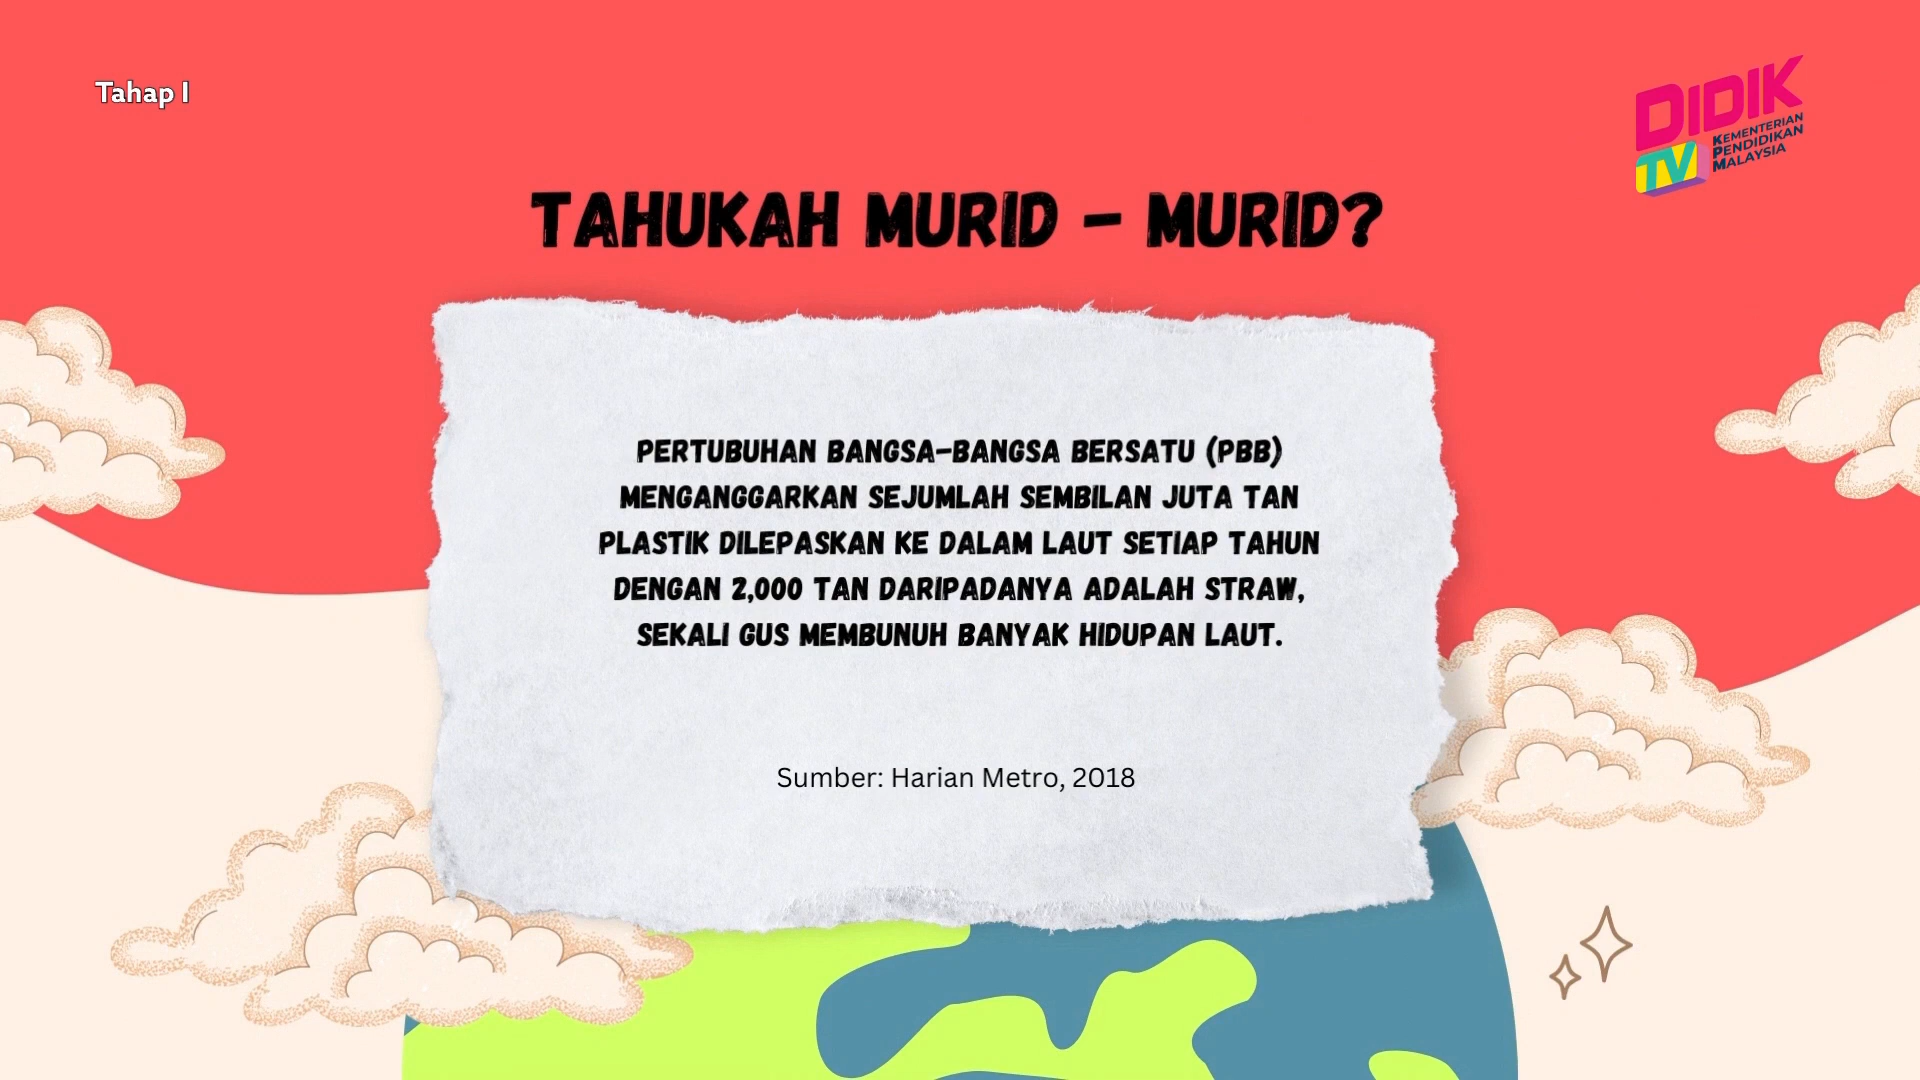 Tahap I
DIDIK
TV
KEMENTERIAN
PENDIDIKAN
MALAYSIA
TAHUKAH MURID - MURID?
PERTUBUHAN BANGSA-BANGSA BERSATU (PBB)
MENGANGGARKAN SEJUMLAH SEMBILAN JUTA TAN
PLASTIK DILEPASKAN KE DALAM LAUT SETIAP TAHUN
DENGAN 2,000 TAN DARIPADANYA ADALAH STRAW,
SEKALI GUS MEMBUNUH BANYAK HIDUPAN LAUT.
Sumber: Harian Metro, 2018